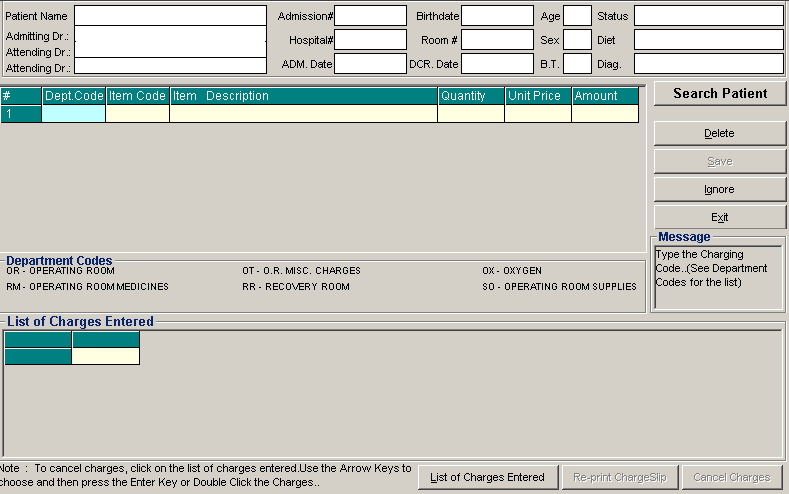 Patient Name Admission# Birthdate Age Status
Admitting Dr.: Hospital# Room # Sex Diet
Attending Dr.:
Attending Dr.: ADM. Date DCR. Date B.T. Diag.
# Dept.Code Item Code Item Description Quantity Unit Price Amount
1
Search Patient
Delete
Save
Ignore
Exit
Message
Type the Charging
Code..(See Department
Codes for the list)
Department Codes
OR - OPERATING ROOM OT - O.R. MISC. CHARGES OX - OXYGEN
RM - OPERATING ROOM MEDICINES RR - RECOVERY ROOM SO - OPERATING ROOM SUPPLIES
List of Charges Entered
Note : To cancel charges, click on the list of charges entered.Use the Arrow Keys to
choose and then press the Enter Key or Double Click the Charges..
List of Charges Entered Re-print ChargeSlip Cancel Charges